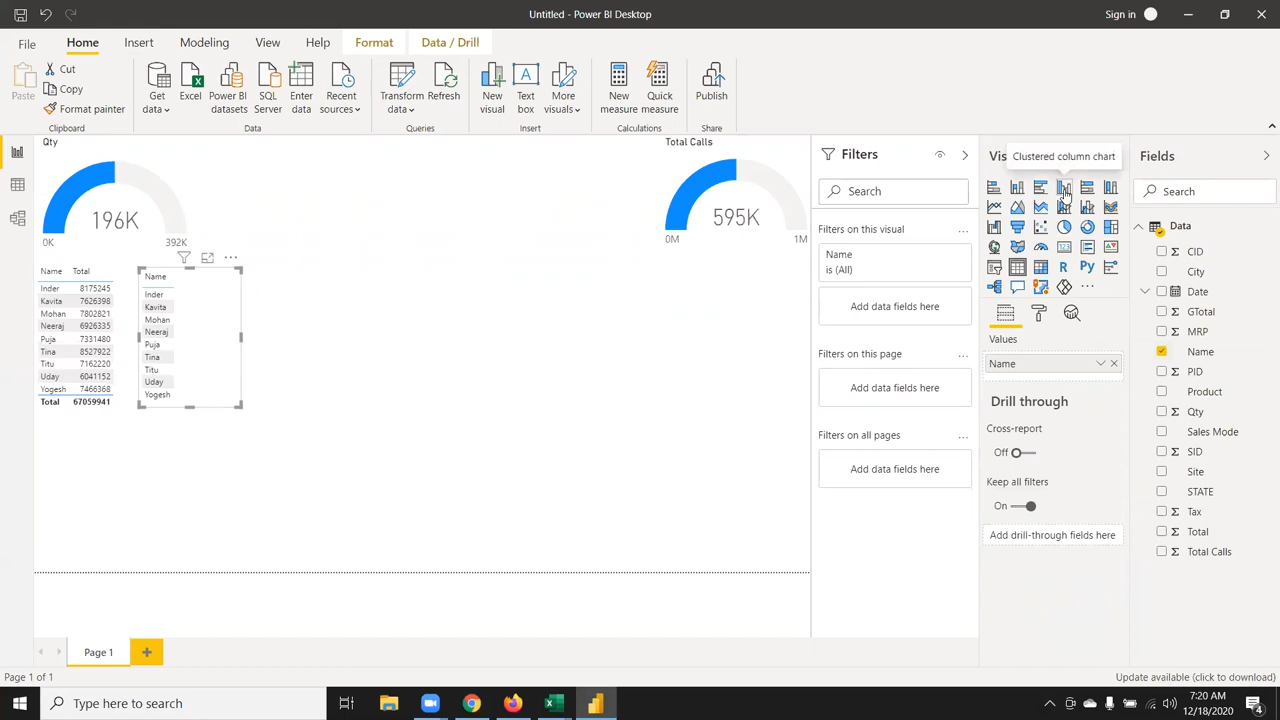 Untitled - Power BI Desktop
Sign in
File
Home
Insert
Modeling
View
Help
Format
Data / Drill
Paste
Cut
Copy
Format painter
Clipboard
Get data
Excel
Power BI datasets
SQL Server
Enter data
Recent sources
Data
Transform data
Refresh
Queries
New visual
Text box
More visuals
Insert
New measure
Quick measure
Calculations
Publish
Share
Qty
196K
0K
392K
Total Calls
595K
0M
1M
Name Total
Inder 8175245
Kavita 7626398
Mohan 7802821
Neeraj 6926335
Puja 7331480
Tina 8527922
Titu 7162220
Uday 6041152
Yogesh 7466368
Total 67059941
Name
Inder
Kavita
Mohan
Neeraj
Puja
Tina
Titu
Uday
Yogesh
Filters
Search
Filters on this visual
Name
is (All)
Add data fields here
Filters on this page
Add data fields here
Filters on all pages
Add data fields here
Vis
Clustered column chart
R
Py
123
Values
Name
Drill through
Cross-report
Off
Keep all filters
On
Add drill-through fields here
Fields
Search
Data
CID
City
Date
GTotal
MRP
Name
PID
Product
Qty
Sales Mode
SID
Site
STATE
Tax
Total
Total Calls
Page 1
Page 1 of 1
Update available (click to download)
Type here to search
7:20 AM
12/18/2020